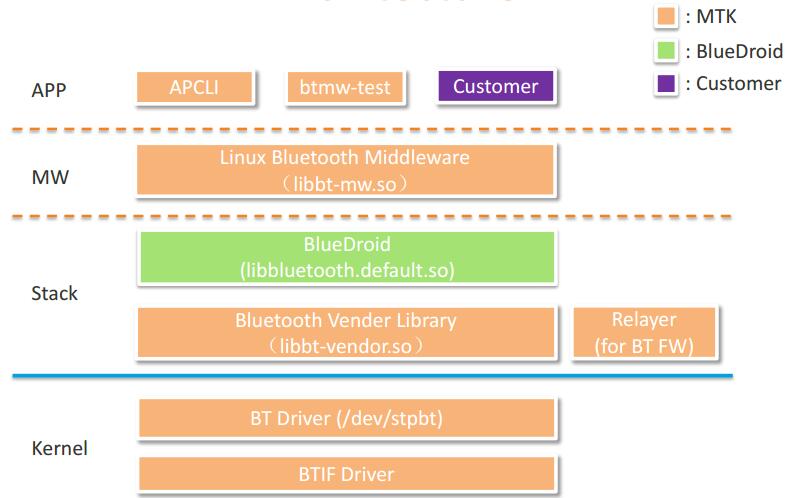 : MTK
: BlueDroid
: Customer
APP
APCLI
btmw-test
Customer
MW
Linux Bluetooth Middleware
（libbt-mw.so）
Stack
BlueDroid
(libbluetooth.default.so)
Bluetooth Vender Library
（libbt-vendor.so）
Relayer
(for BT FW)
Kernel
BT Driver (/dev/stpbt)
BTIF Driver